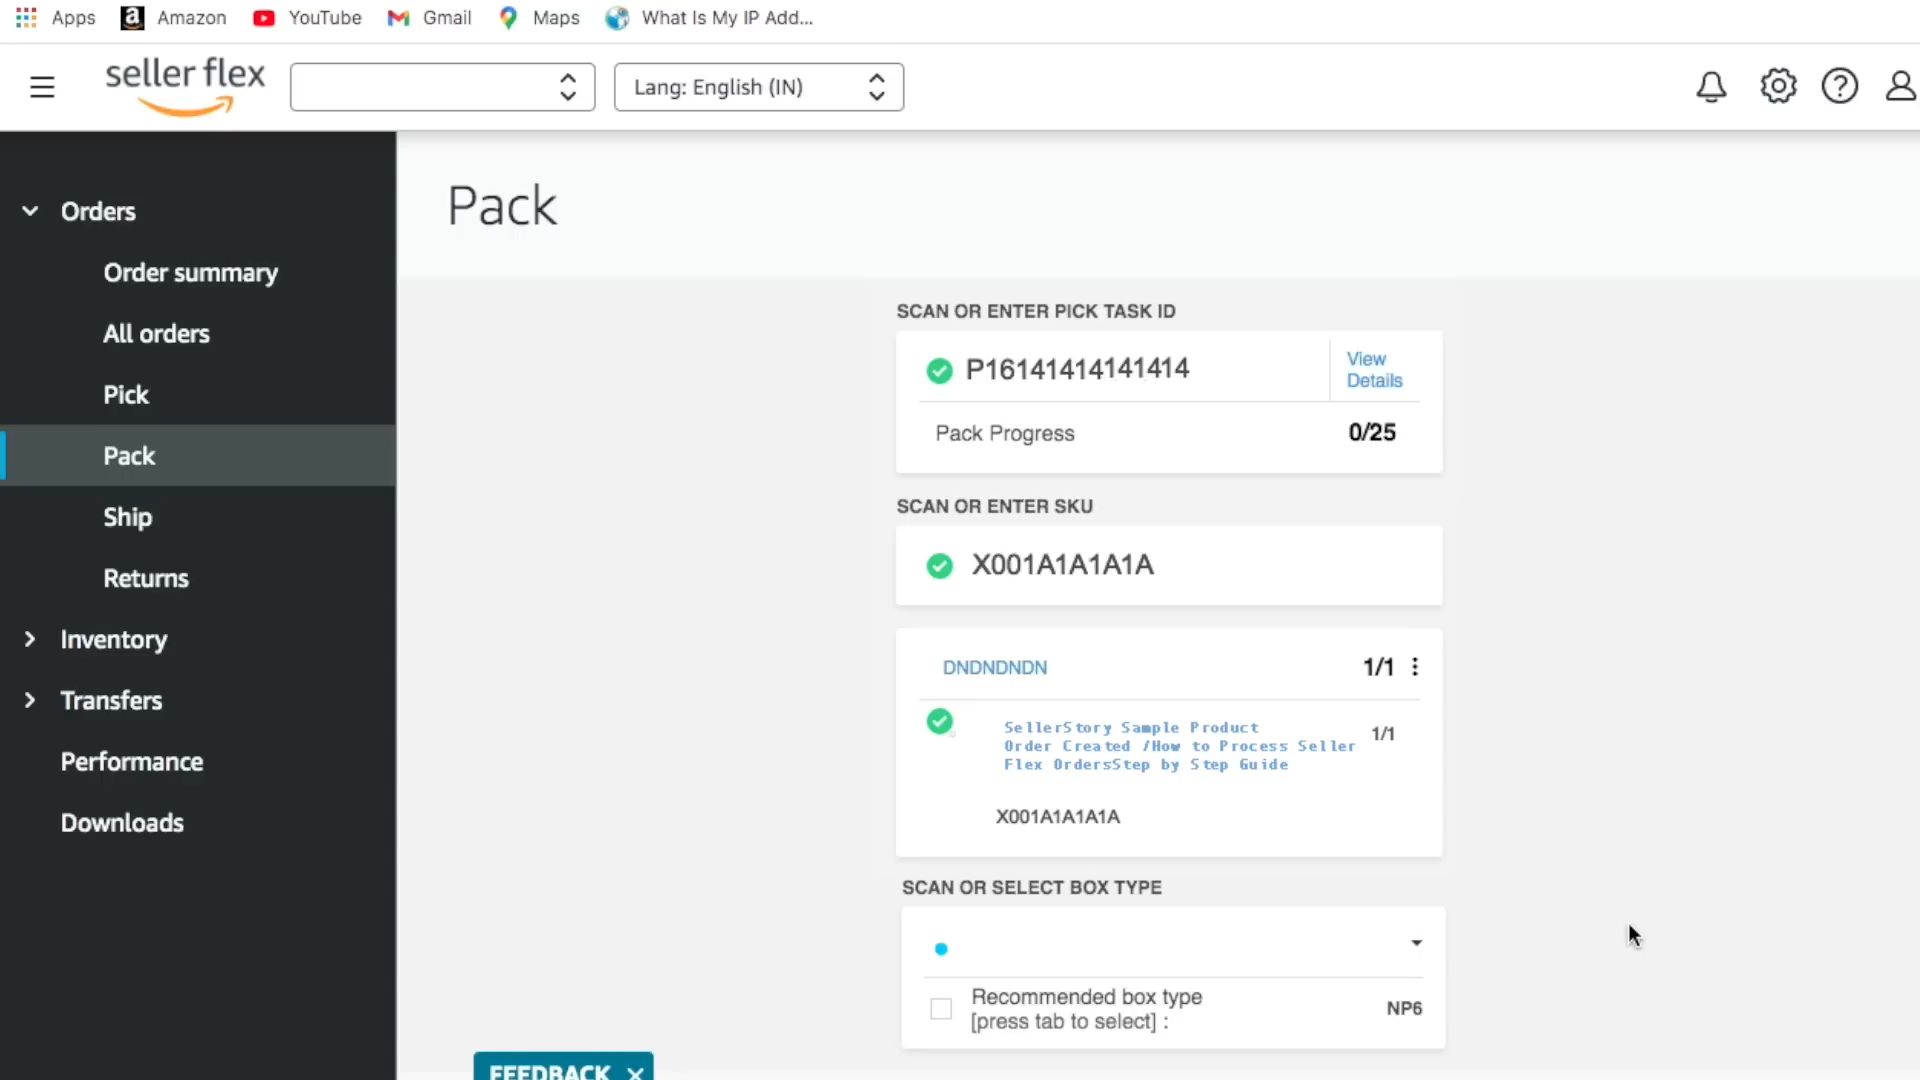 Apps Amazon YouTube Gmail Maps What Is My IP Add...
seller flex Lang: English (IN)
Orders
Order summary
All orders
Pick
Pack
Ship
Returns
Inventory
Transfers
Performance
Downloads
Pack
SCAN OR ENTER PICK TASK ID
P16141414141414 View
Details
Pack Progress 0/25
SCAN OR ENTER SKU
X001A1A1A1A
DNDNDNDN 1/1
SellerStory Sample Product
Order Created /How to Process Seller 1/1
Flex OrdersStep by Step Guide
X001A1A1A1A
SCAN OR SELECT BOX TYPE
Recommended box type
[press tab to select] : NP6
FEEDBACK